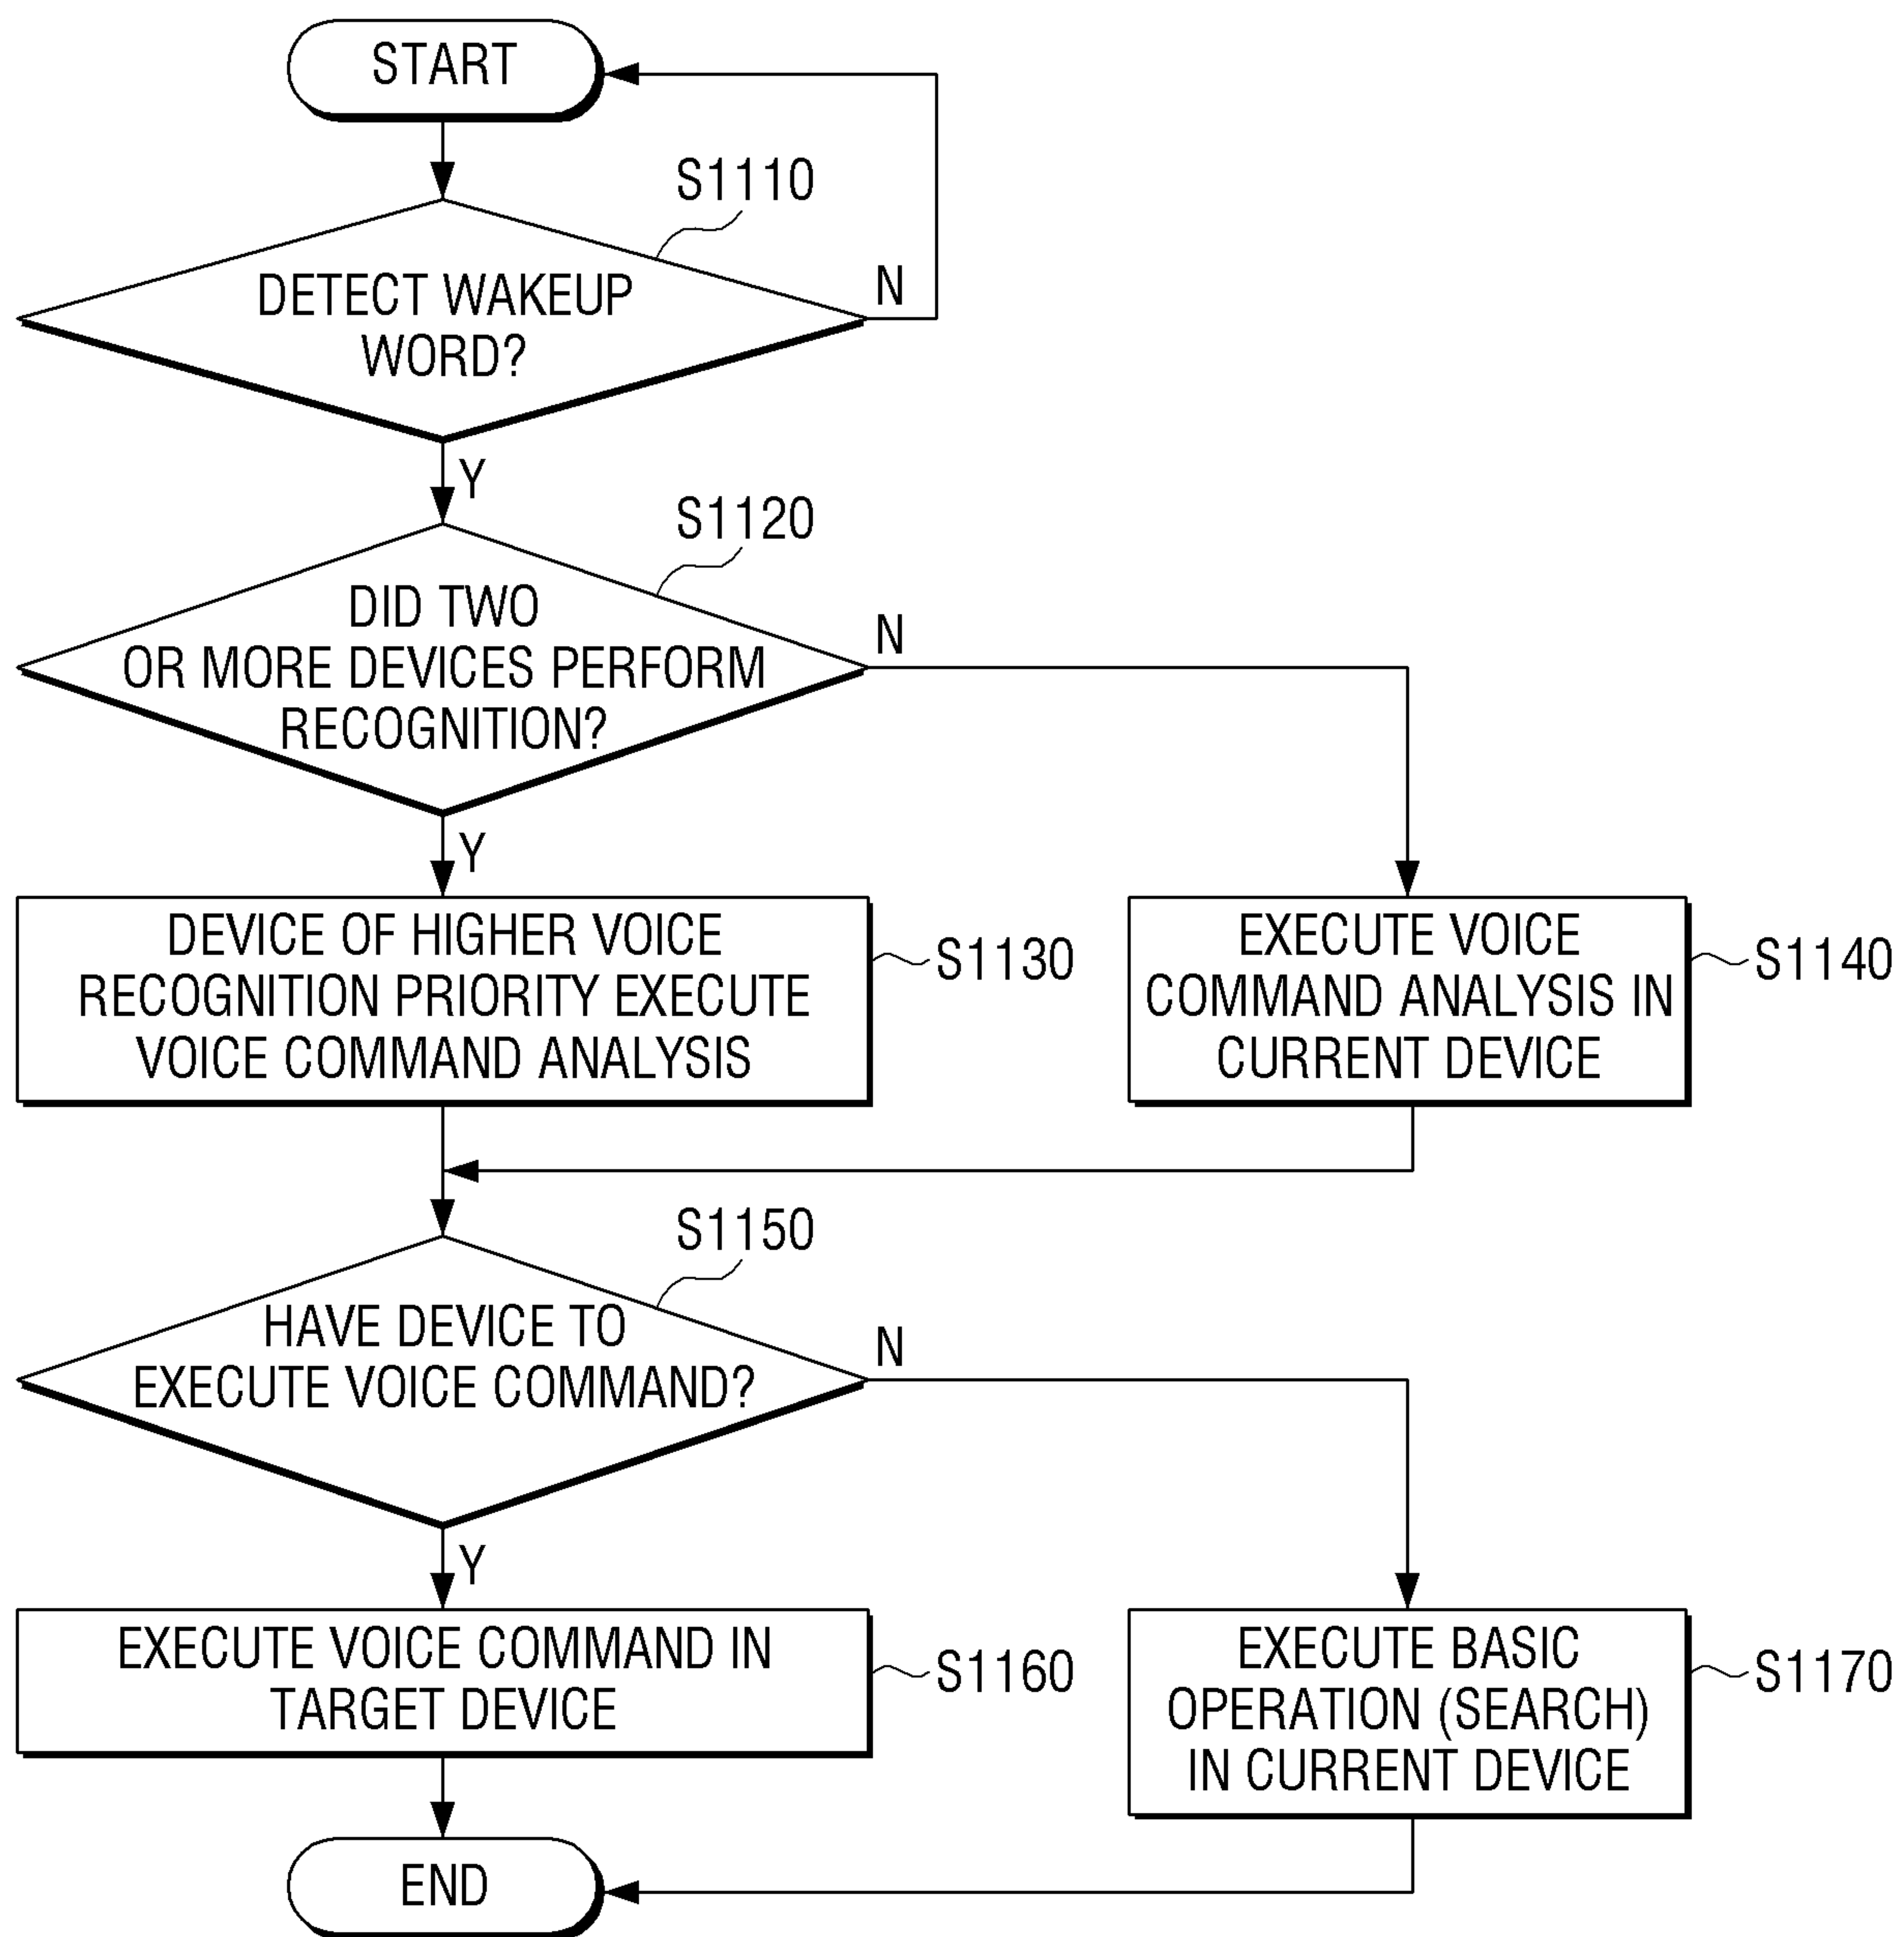 START
S1110
DETECT WAKEUP
WORD?
N
Y
S1120
DID TWO
OR MORE DEVICES PERFORM
RECOGNITION?
N
Y
DEVICE OF HIGHER VOICE
RECOGNITION PRIORITY EXECUTE
VOICE COMMAND ANALYSIS
S1130
EXECUTE VOICE
COMMAND ANALYSIS IN
CURRENT DEVICE
S1140
S1150
HAVE DEVICE TO
EXECUTE VOICE COMMAND?
N
Y
EXECUTE VOICE COMMAND IN
TARGET DEVICE
S1160
EXECUTE BASIC
OPERATION (SEARCH)
IN CURRENT DEVICE
S1170
END